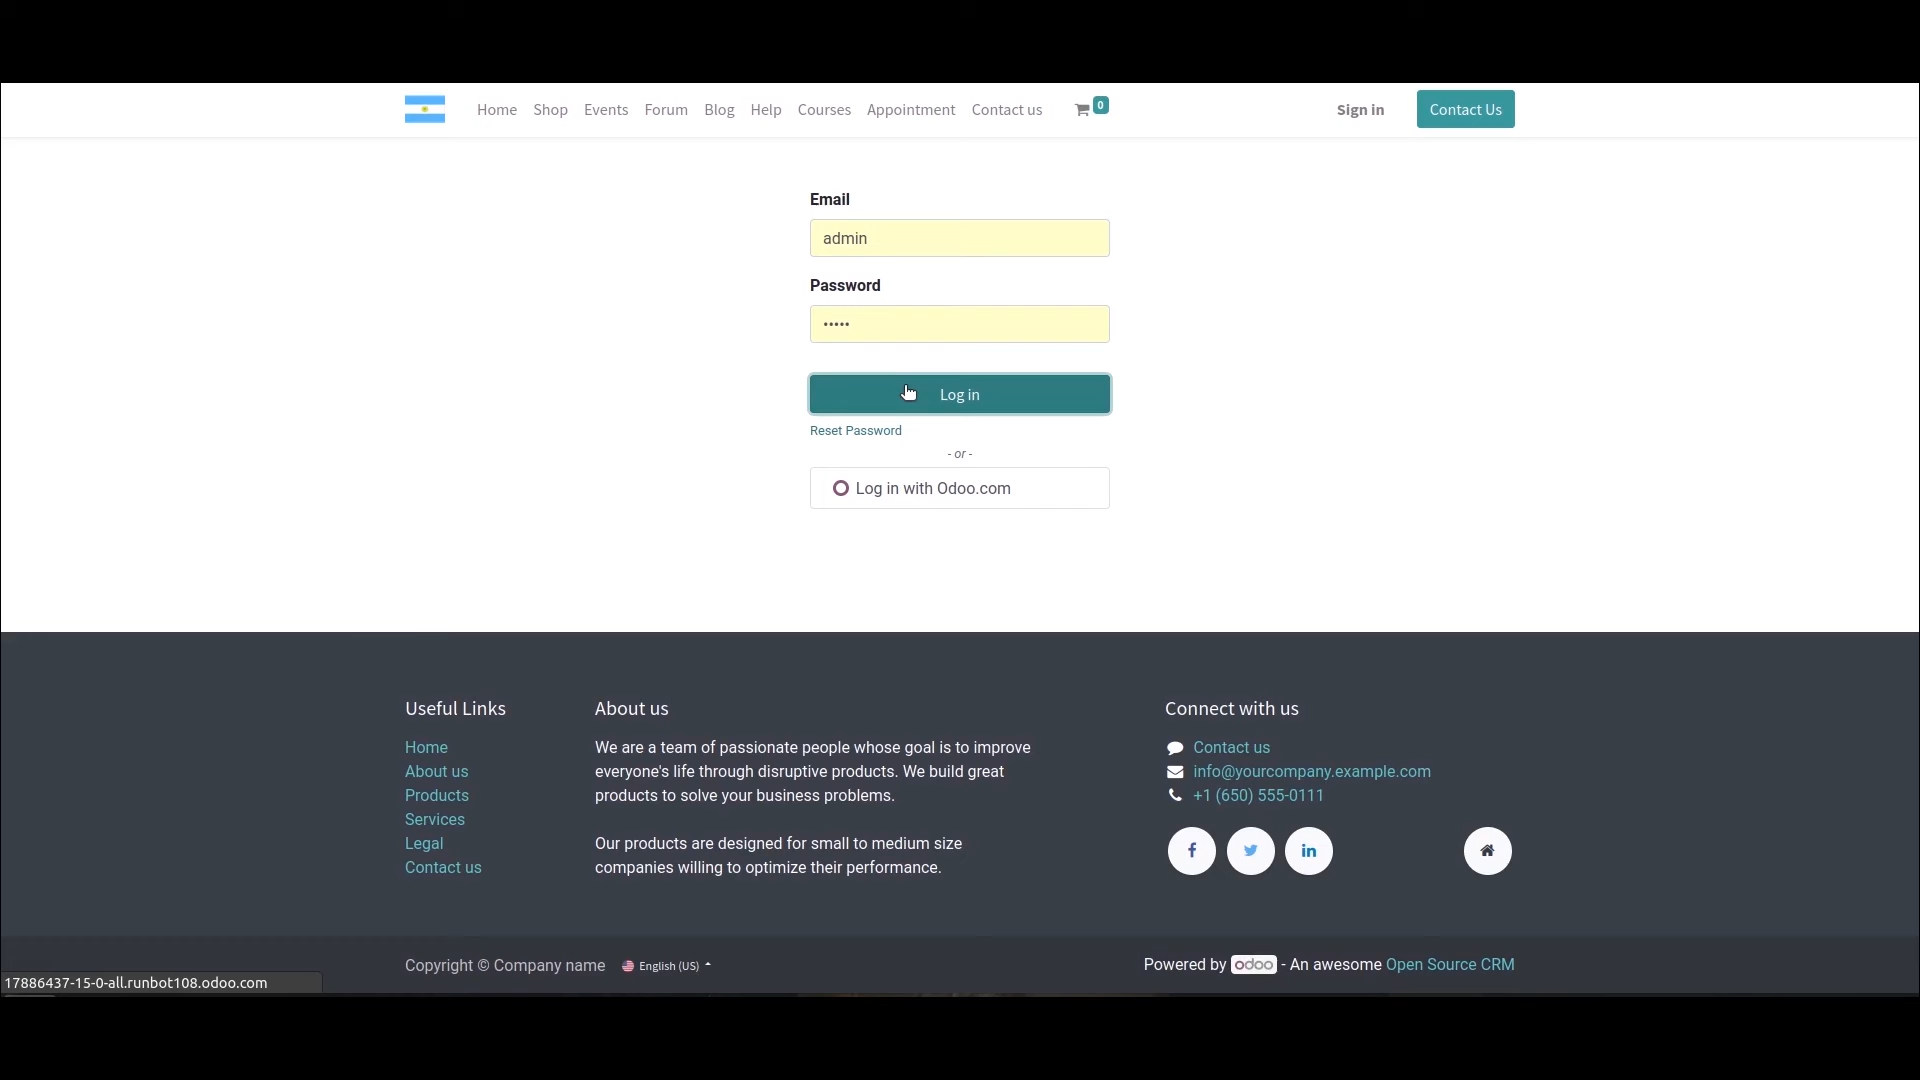 Home Shop Events Forum Blog Help Courses Appointment Contact us 0 Sign in Contact Us
Email
admin
Password
•••••
Log in
Reset Password
- or -
Log in with Odoo.com
Useful Links
Home
About us
Products
Services
Legal
Contact us
About us
We are a team of passionate people whose goal is to improve
everyone's life through disruptive products. We build great
products to solve your business problems.
Our products are designed for small to medium size
companies willing to optimize their performance.
Connect with us
Contact us
info@yourcompany.example.com
+1 (650) 555-0111
Copyright © Company name English (US)
Powered by odoo - An awesome Open Source CRM
17886437-15-0-all.runbot108.odoo.com